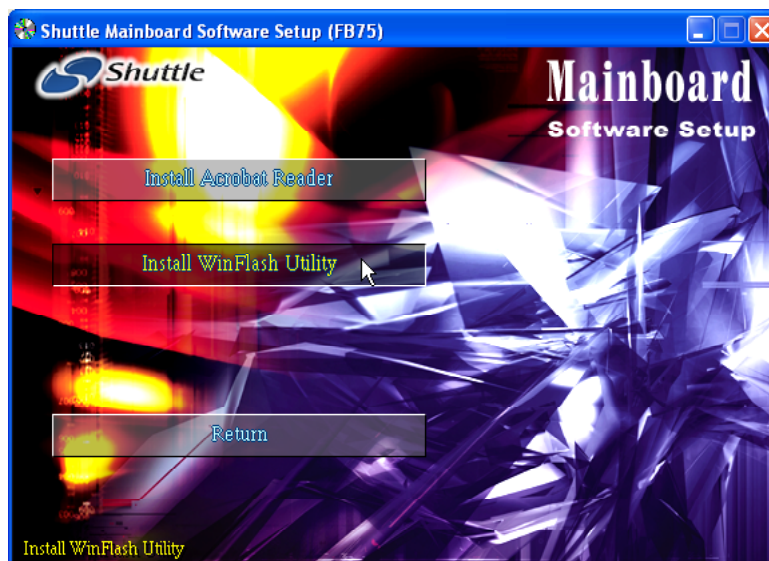 Shuttle Mainboard Software Setup (FB75)
Shuttle
Mainboard
Software Setup
Install Acrobat Reader
Install WinFlash Utility
Return
Install WinFlash Utility